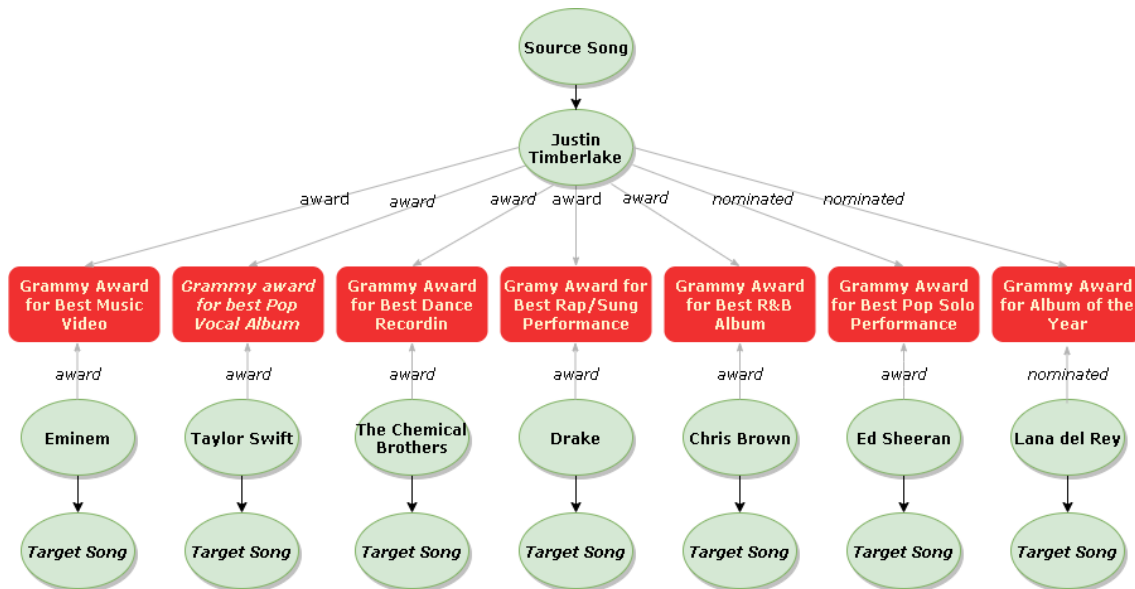 Source Song
Justin
Timberlake
award
award
award
award
award
nominated
nominated
Grammy Award
for Best Music
Video
Grammy award
for best Pop
Vocal Album
Grammy Award
for Best Dance
Recordin
Gramy Award for
Best Rap/Sung
Performance
Grammy Award
for Best R&B
Album
Grammy Award
for Best Pop Solo
Performance
Grammy Award
for Album of the
Year
award
award
award
award
award
award
nominated
Eminem
Taylor Swift
The Chemical
Brothers
Drake
Chris Brown
Ed Sheeran
Lana del Rey
Target Song
Target Song
Target Song
Target Song
Target Song
Target Song
Target Song